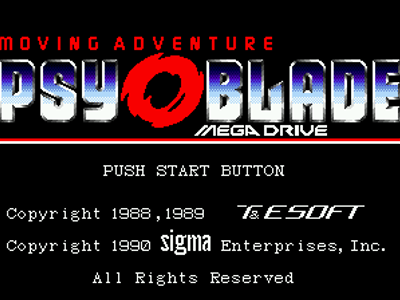 MOVING ADVENTURE
PSY-O-BLADE
MEGA DRIVE
PUSH START BUTTON
Copyright 1988,1989 T&E SOFT
Copyright 1990 sigma Enterprises, Inc.
All Rights Reserved